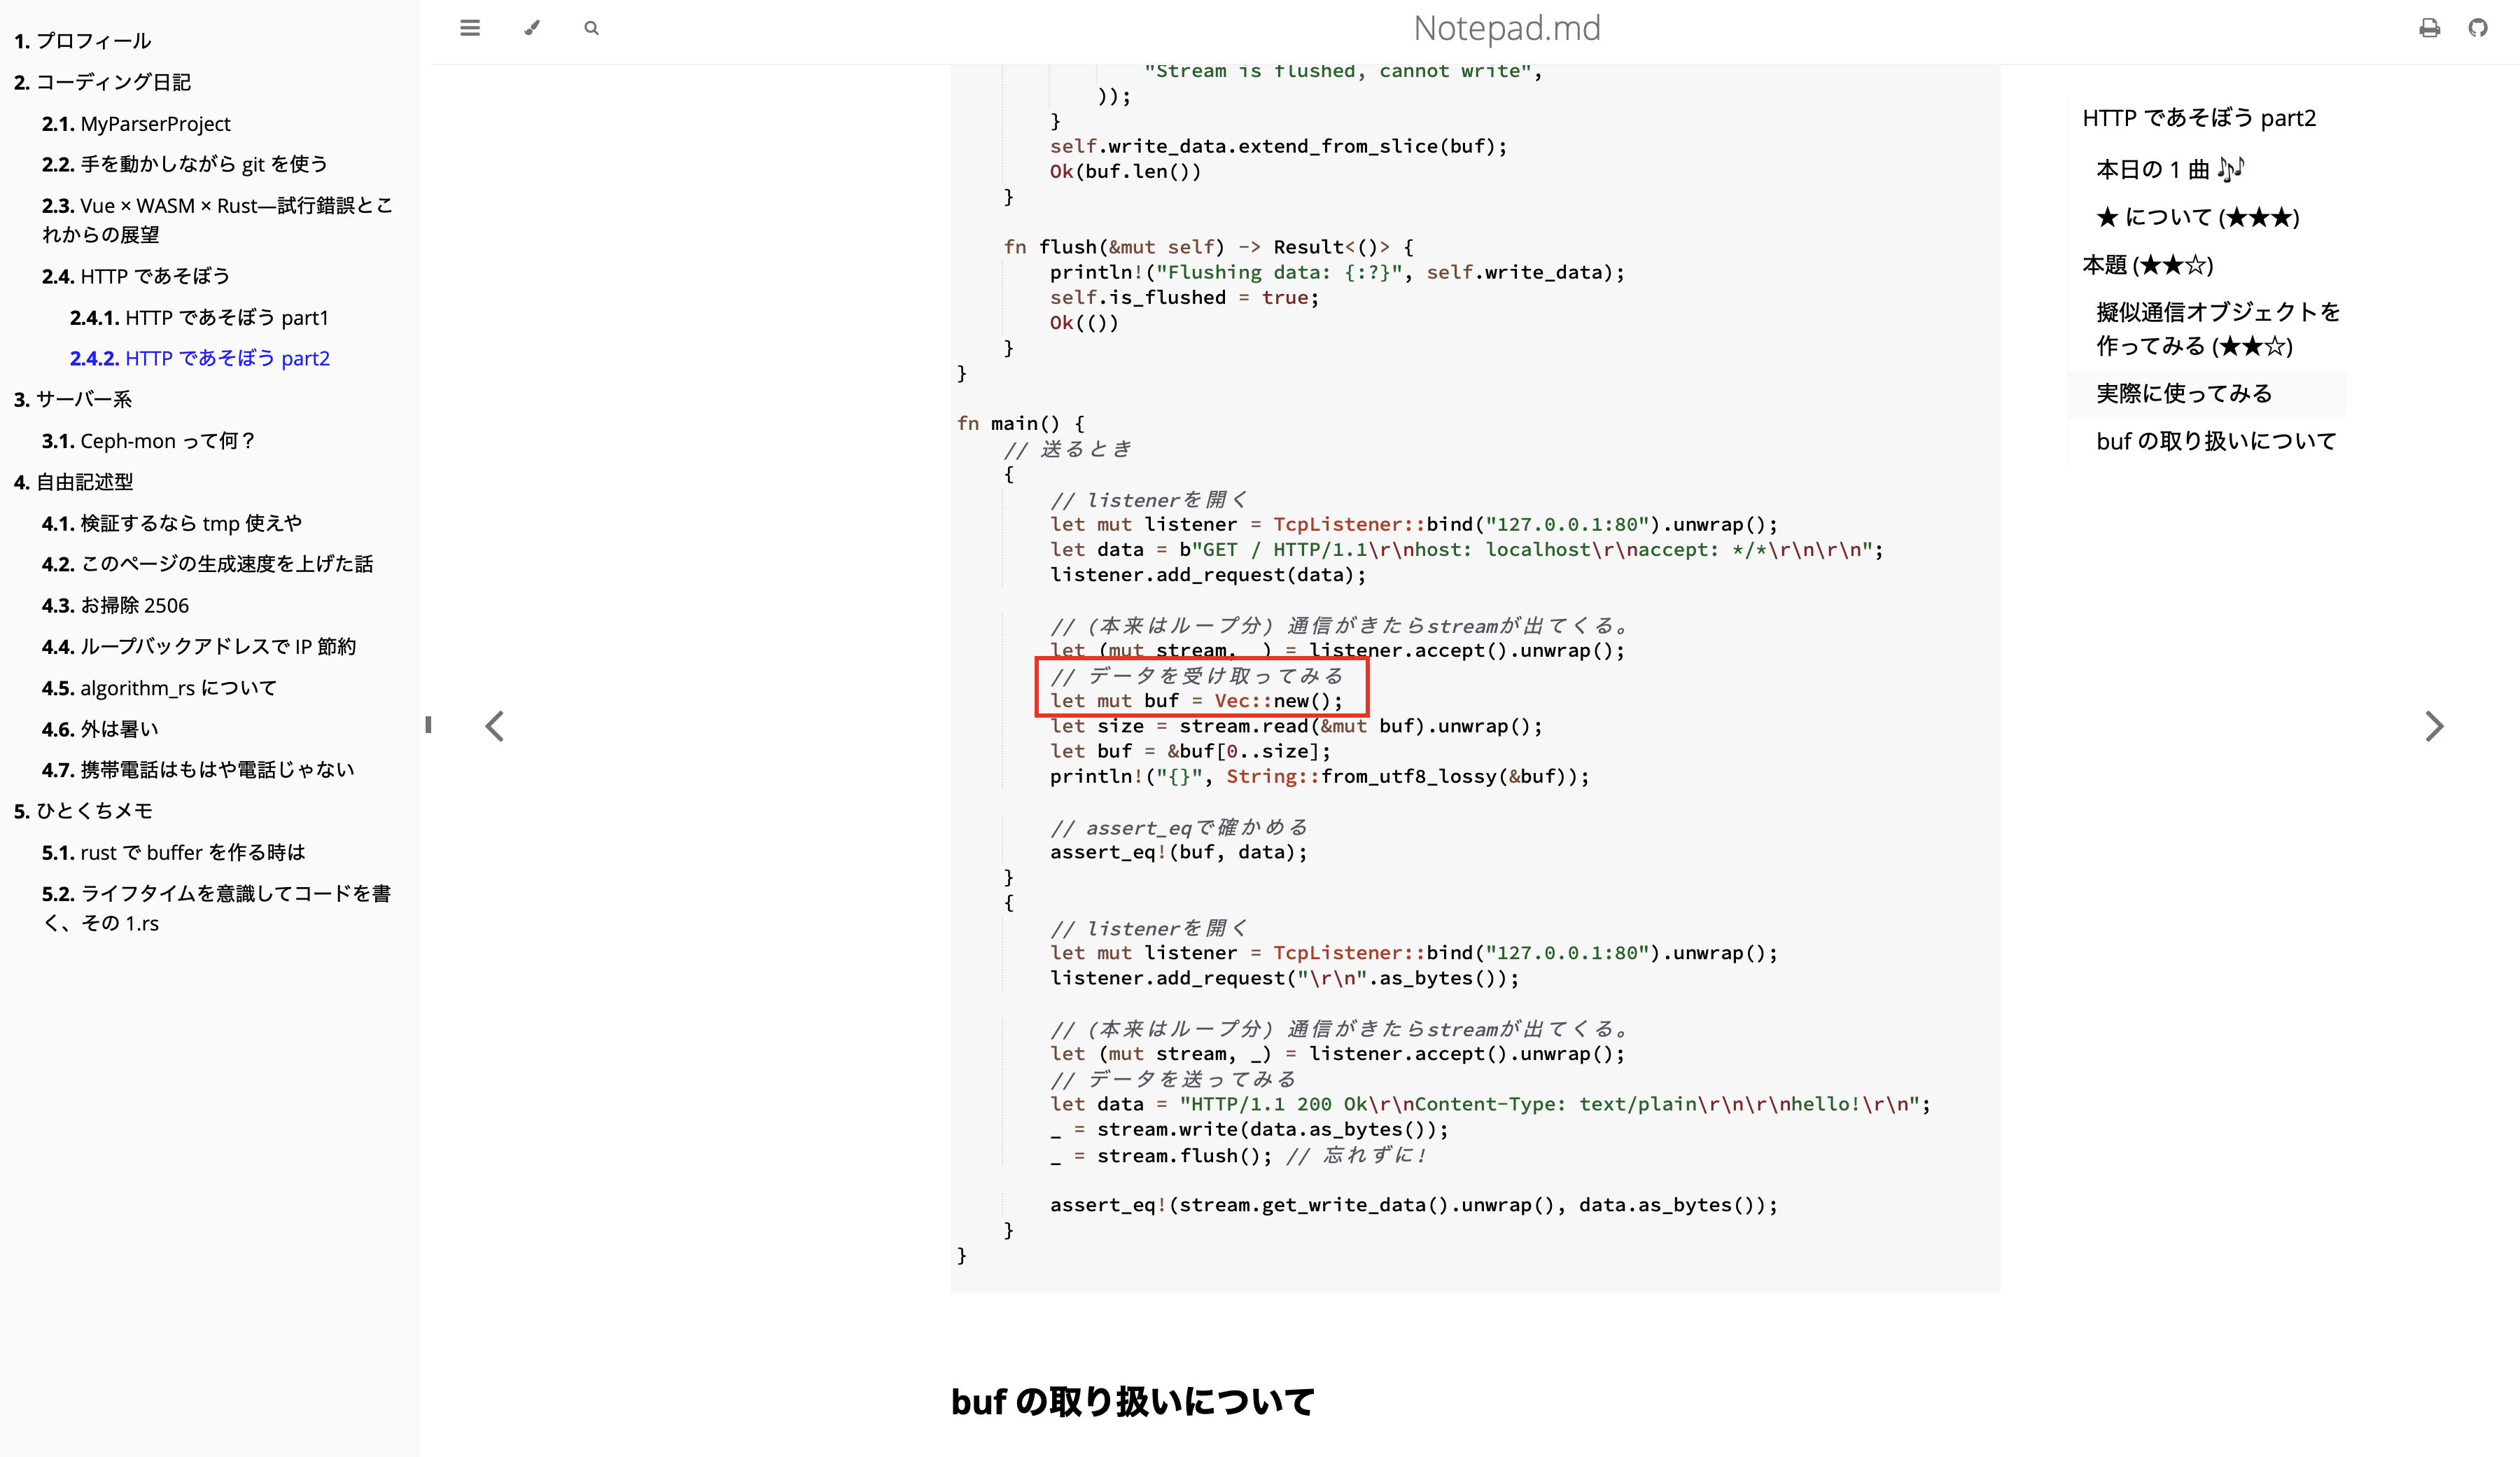 1. プロフィール
2. コーディング日記
2.1. MyParserProject
2.2. 手を動かしながら git を使う
2.3. Vue × WASM × Rust—試行錯誤とこ
れからの展望
2.4. HTTP であそぼう
2.4.1. HTTP であそぼう part1
2.4.2. HTTP であそぼう part2
3. サーバー系
3.1. Ceph-mon って何？
4. 自由記述型
4.1. 検証するなら tmp 使えや
4.2. このページの生成速度を上げた話
4.3. お掃除 2506
4.4. ループバックアドレスで IP 節約
4.5. algorithm_rs について
4.6. 外は暑い
4.7. 携帯電話はもはや電話じゃない
5. ひとくちメモ
5.1. rust で buffer を作る時は
5.2. ライフタイムを意識してコードを書
く、その 1.rs
Notepad.md
"Stream is flushed, cannot write",
));
}
self.write_data.extend_from_slice(buf);
Ok(buf.len())
}
fn flush(&mut self) -> Result<()> {
println!("Flushing data: {:?}", self.write_data);
self.is_flushed = true;
Ok(())
}
}
fn main() {
// 送るとき
{
// listenerを開く
let mut listener = TcpListener::bind("127.0.0.1:80").unwrap();
let data = b"GET / HTTP/1.1\r\nhost: localhost\r\naccept: */*\r\n\r\n";
listener.add_request(data);
// (本来はループ分) 通信がきたらstreamが出てくる。
let (mut stream, _) = listener.accept().unwrap();
// データを受け取ってみる
let mut buf = Vec::new();
let size = stream.read(&mut buf).unwrap();
let buf = &buf[0..size];
println!("{}", String::from_utf8_lossy(&buf));
// assert_eqで確かめる
assert_eq!(buf, data);
}
{
// listenerを開く
let mut listener = TcpListener::bind("127.0.0.1:80").unwrap();
listener.add_request("\r\n".as_bytes());
// (本来はループ分) 通信がきたらstreamが出てくる。
let (mut stream, _) = listener.accept().unwrap();
// データを送ってみる
let data = "HTTP/1.1 200 Ok\r\nContent-Type: text/plain\r\n\r\nhello!\r\n";
_ = stream.write(data.as_bytes());
_ = stream.flush(); // 忘れずに!
assert_eq!(stream.get_write_data().unwrap(), data.as_bytes());
}
}
buf の取り扱いについて
HTTP であそぼう part2
本日の 1 曲 🎶
★ について (★★★)
本題 (★★☆)
擬似通信オブジェクトを
作ってみる (★★☆)
実際に使ってみる
buf の取り扱いについて